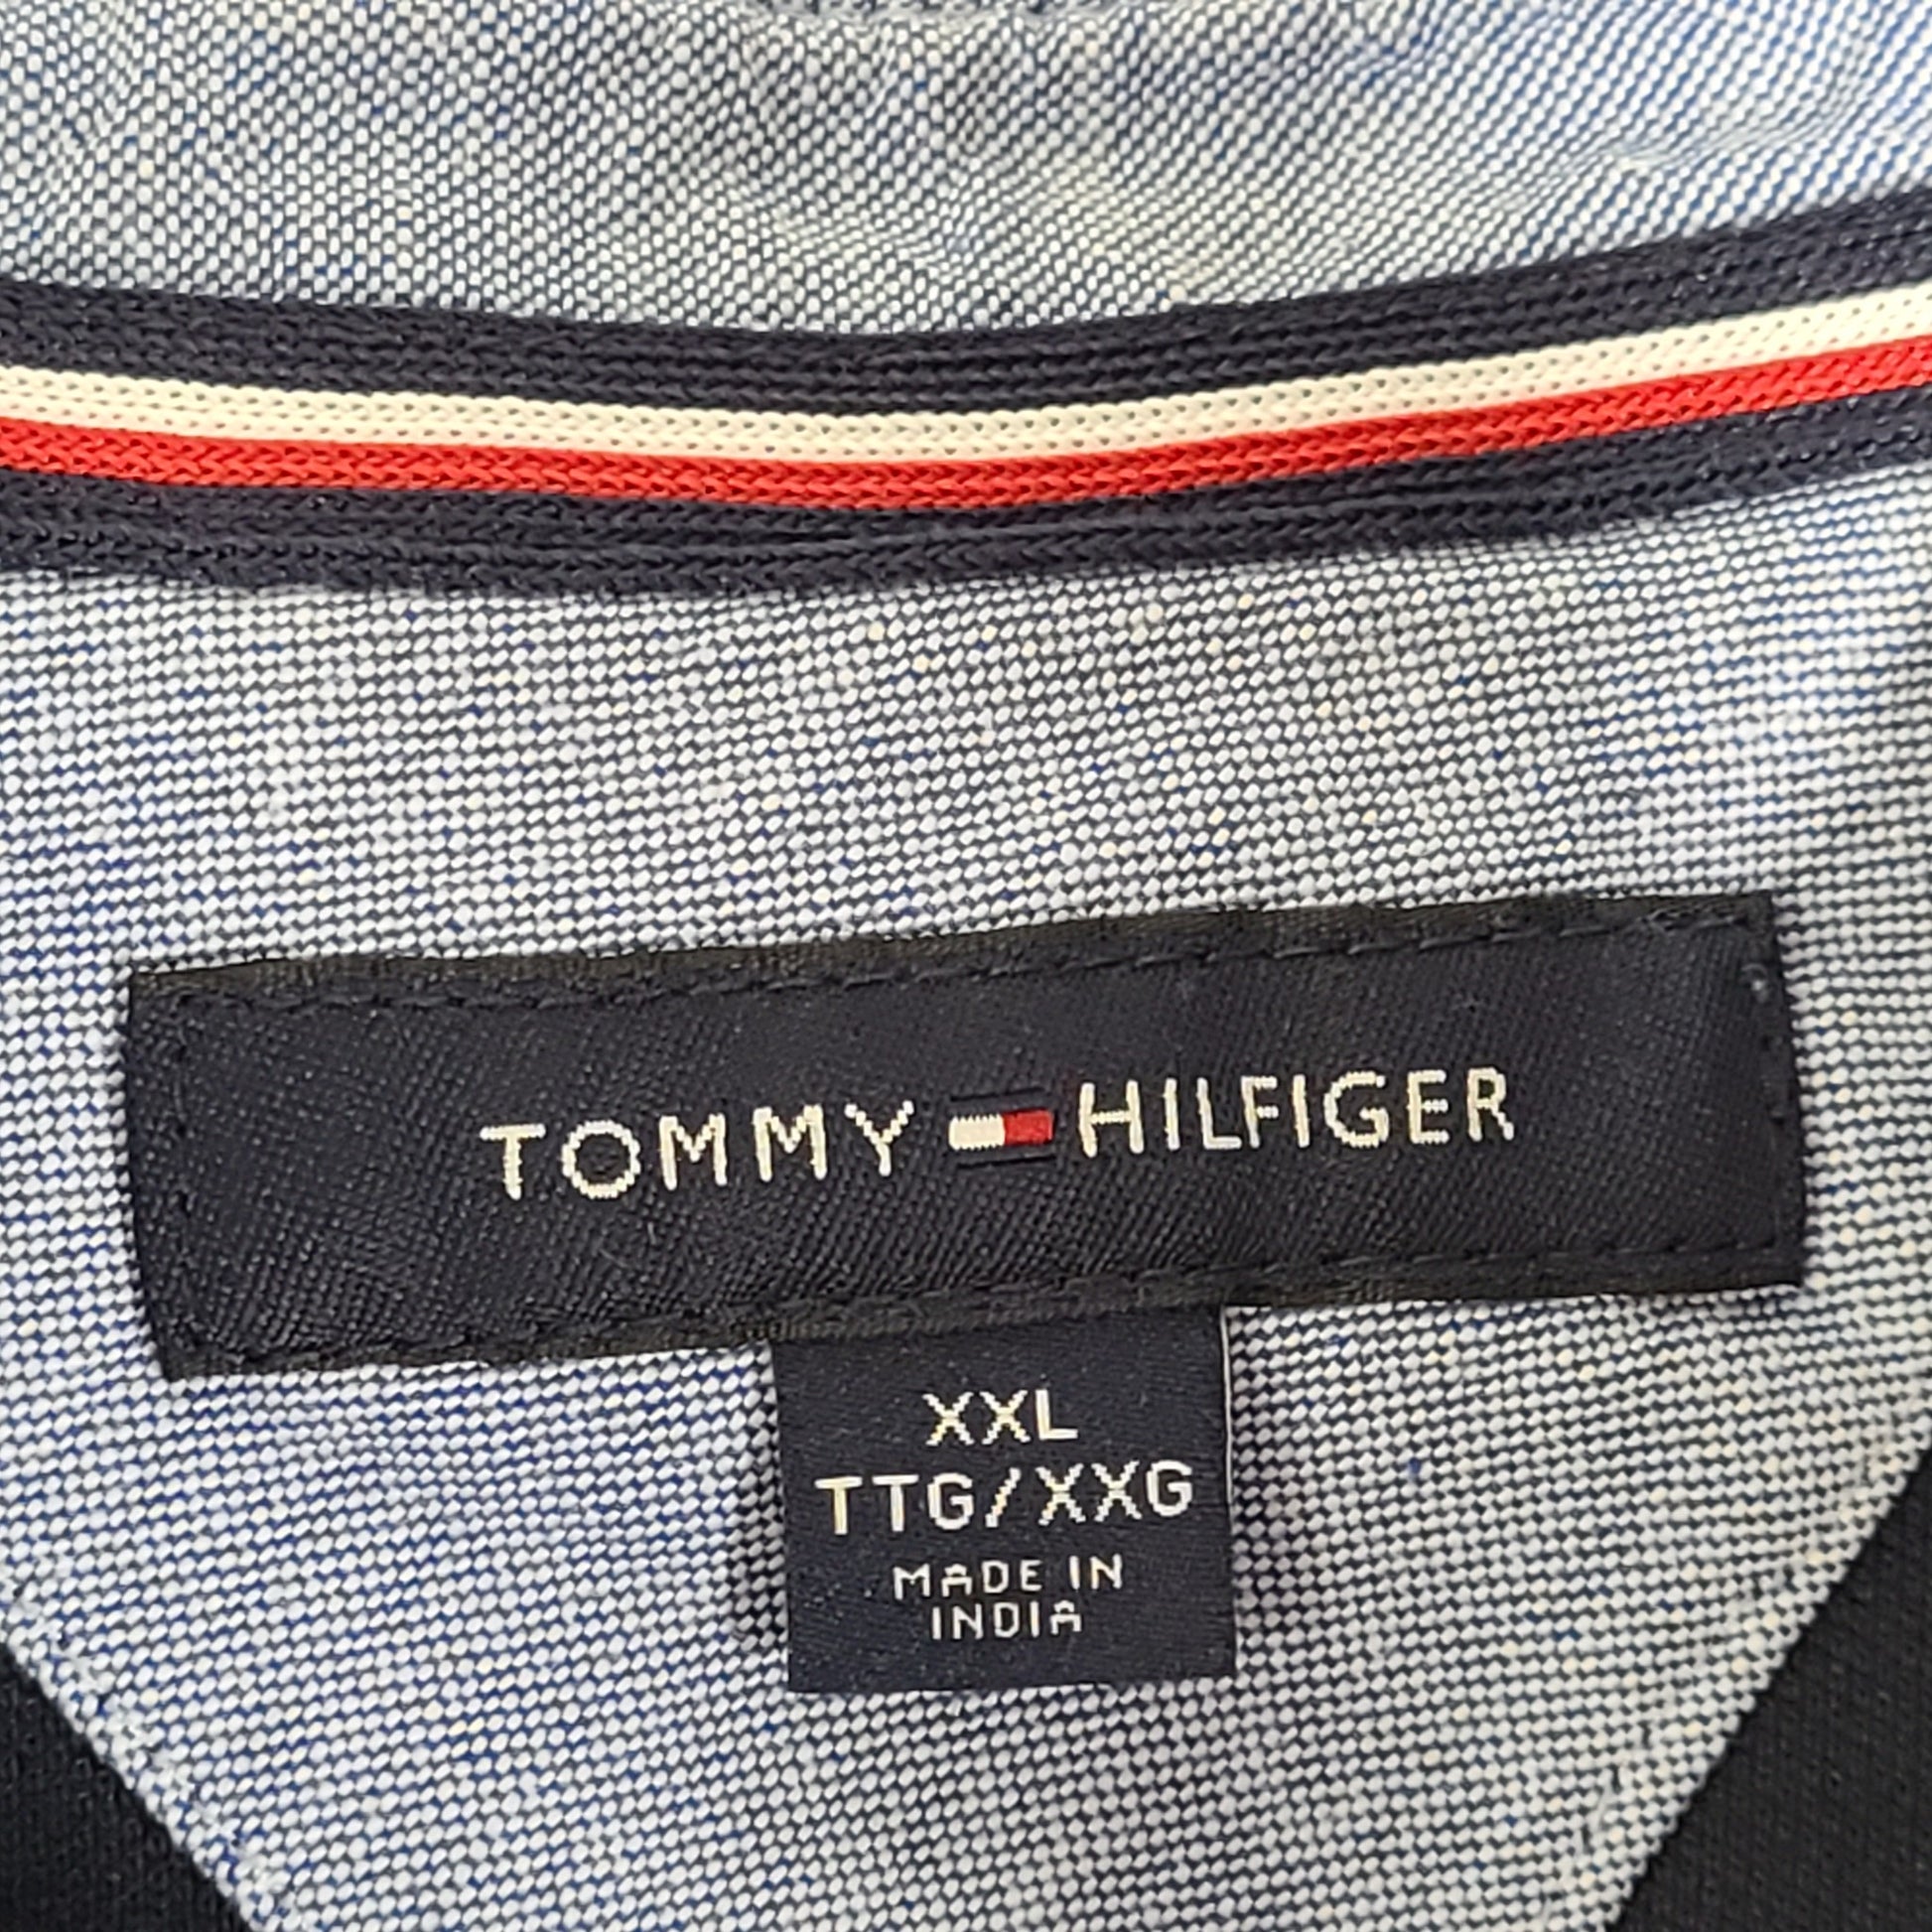 TOMMY HILFIGER
XXL
TTG/XXG
MADE IN
INDIA